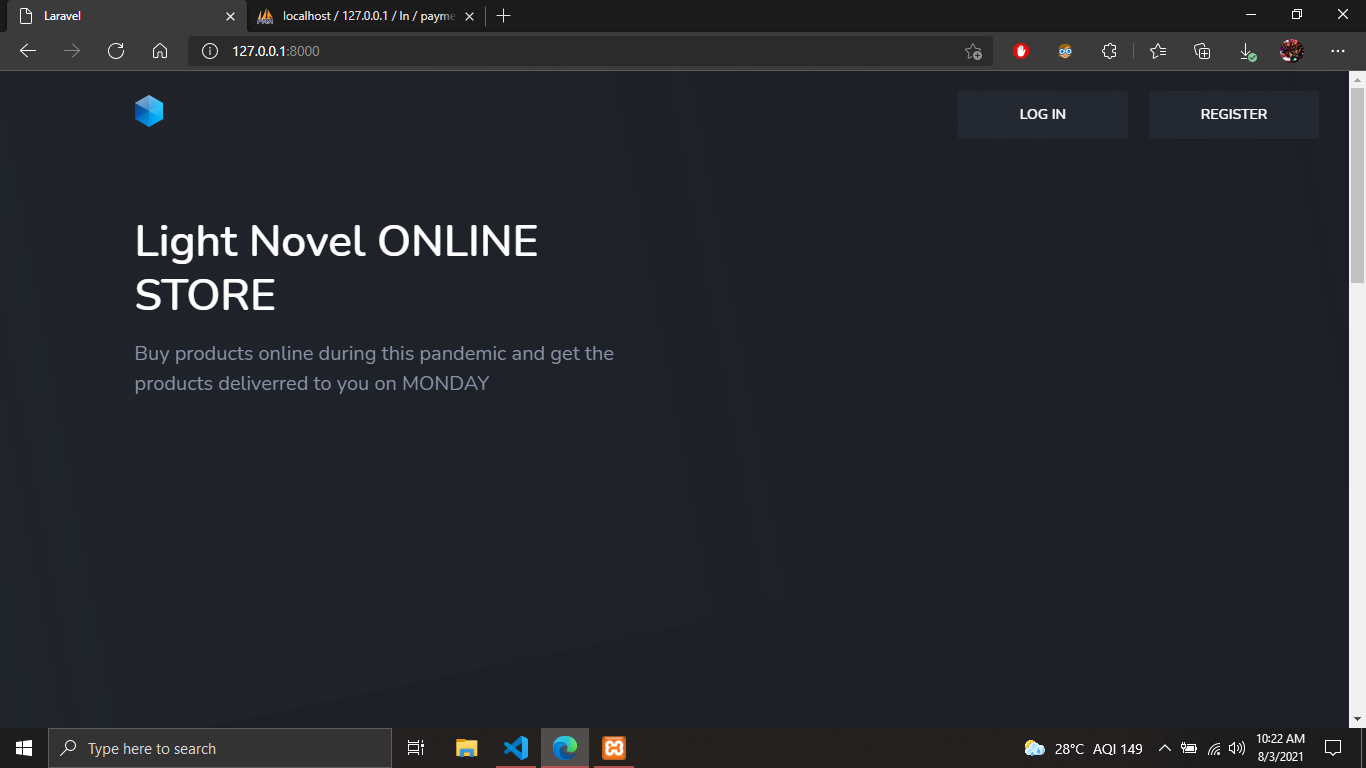 Laravel
localhost / 127.0.0.1 / ln / payme
127.0.0.1:8000
LOG IN
REGISTER
Light Novel ONLINE
STORE
Buy products online during this pandemic and get the
products deliverred to you on MONDAY
Type here to search
28°C AQI 149
10:22 AM
8/3/2021